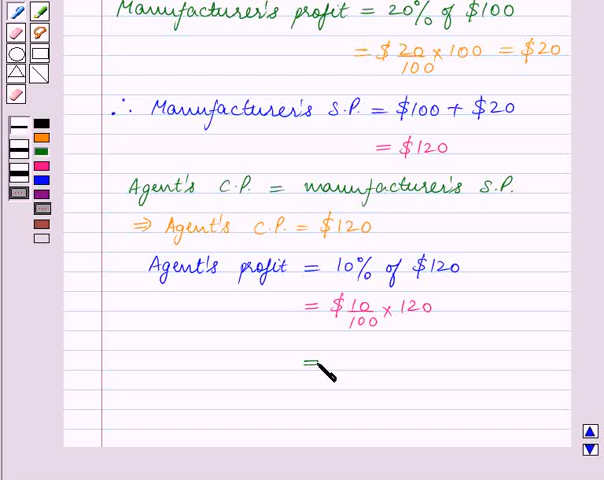 Manufacturer's profit = 20% of $100
= $ 20/100 × 100 = $20
∴ Manufacturer's S.P. = $100 + $20
= $120
Agent's C.P. = manufacturer's S.P.
⇒ Agent's C.P. = $120
Agent's profit = 10% of $120
= $ 10/100 × 120
=